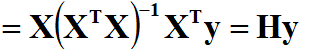 = X(XᵀX)⁻¹Xᵀy = Hy